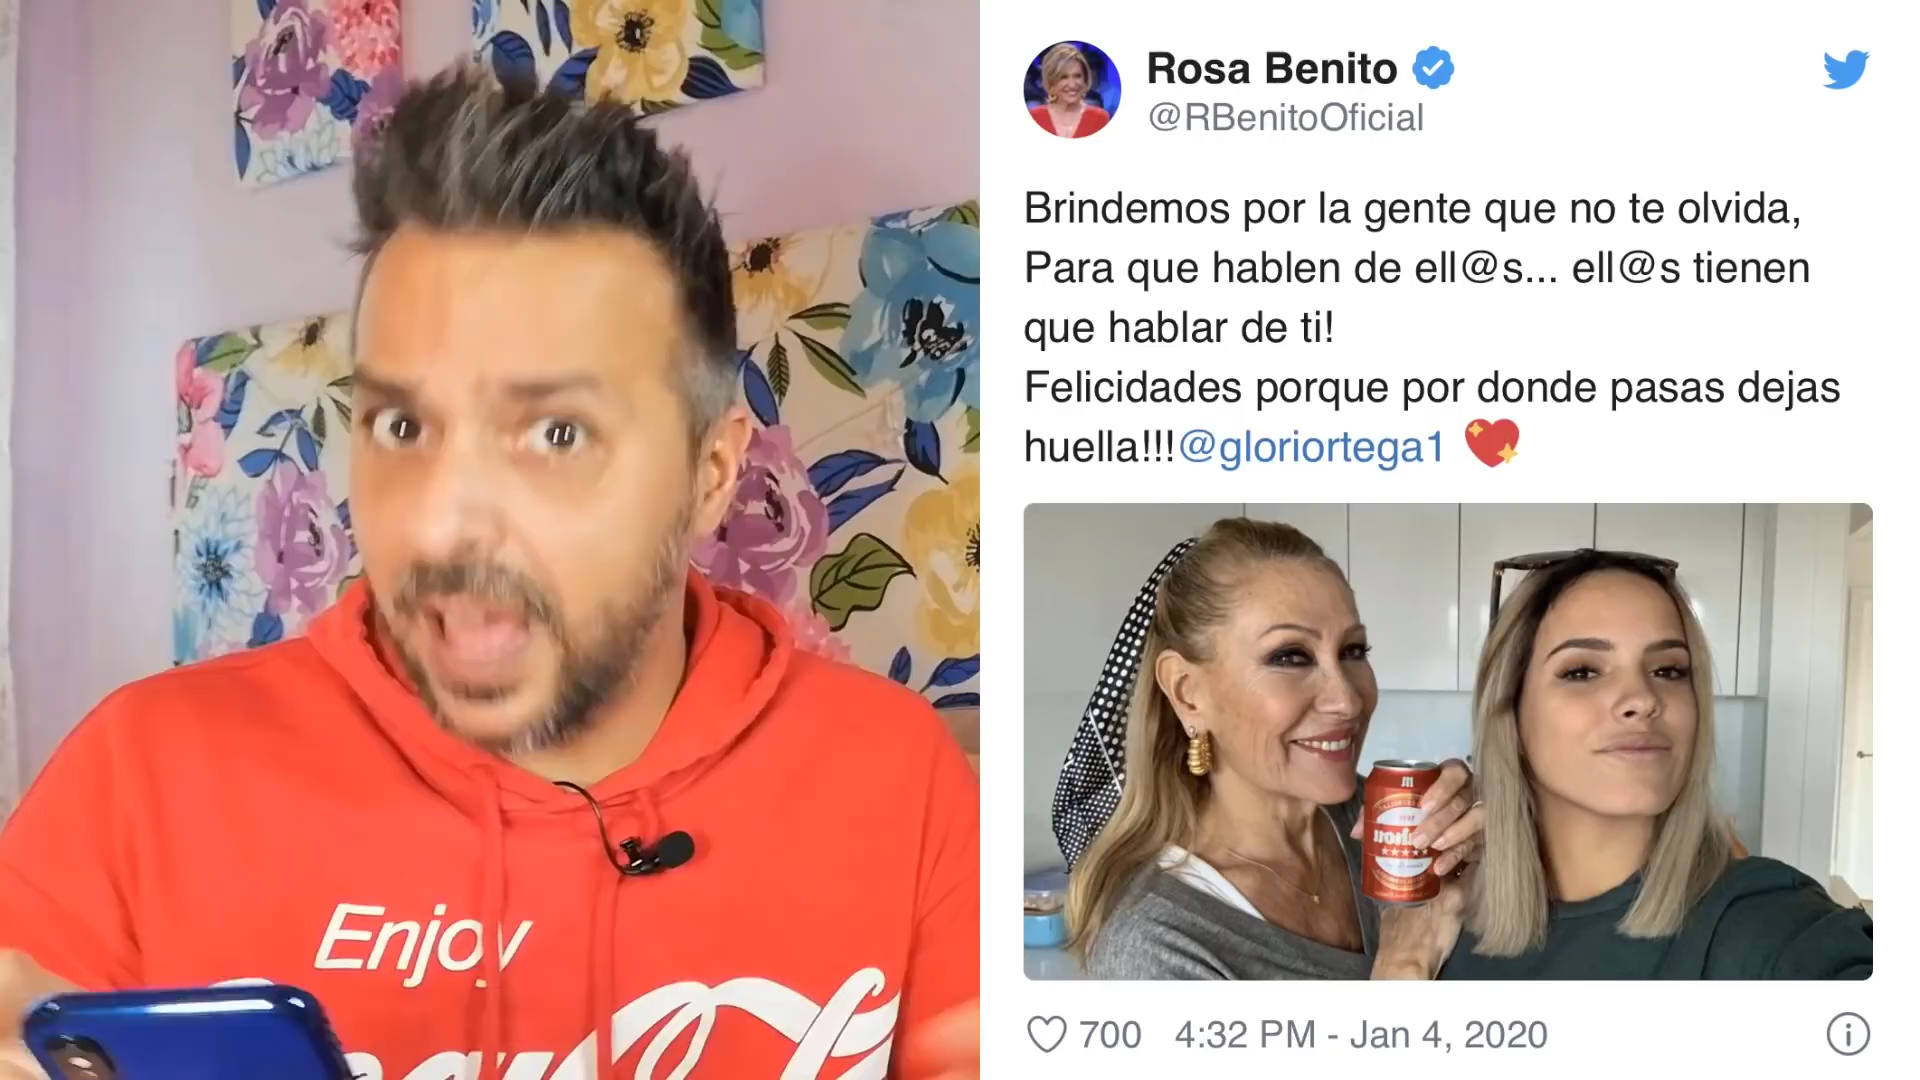 Rosa Benito
@RBenitoOficial
Brindemos por la gente que no te olvida,
Para que hablen de ell@s... ell@s tienen
que hablar de ti!
Felicidades porque por donde pasas dejas
huella!!!@gloriortega1
700 4:32 PM - Jan 4, 2020
Enjoy